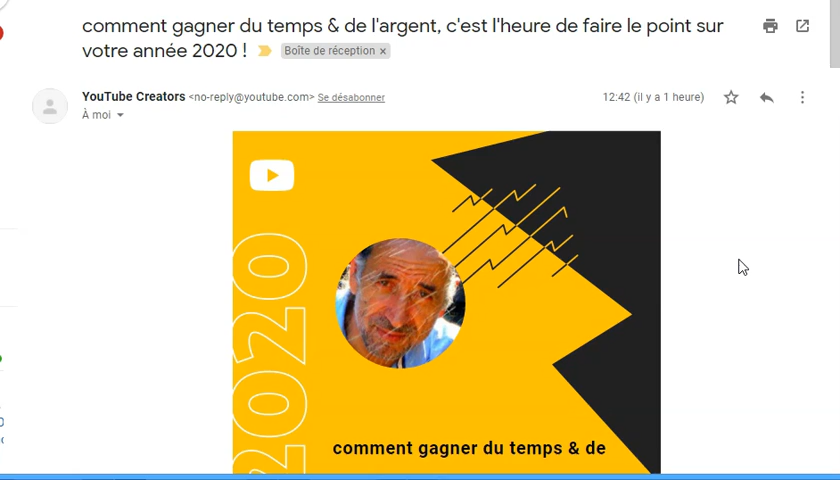 comment gagner du temps & de l'argent, c'est l'heure de faire le point sur
votre année 2020 ! Boîte de réception ×
YouTube Creators <no-reply@youtube.com> Se désabonner
12:42 (il y a 1 heure)
À moi
2020
2020
comment gagner du temps & de